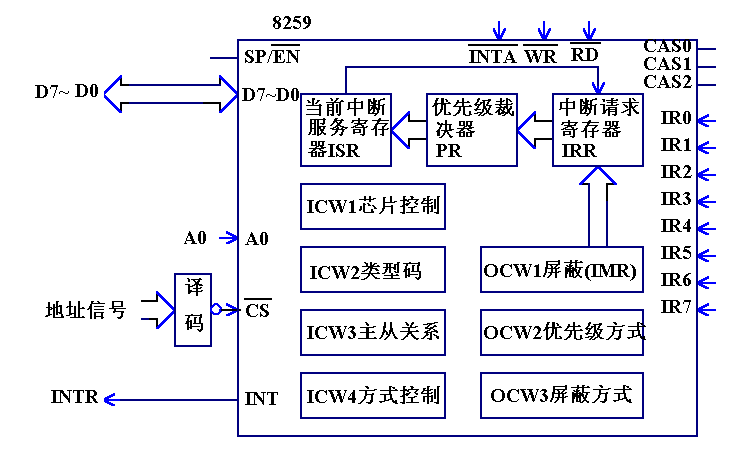 8259
SP/EN
INTA
WR
RD
CAS0
CAS1
CAS2
D7~ D0
D7~D0
当前中断
服务寄存
器ISR
优先级裁
决器
PR
中断请求
寄存器
IRR
IR0
IR1
IR2
IR3
IR4
IR5
IR6
IR7
ICW1芯片控制
A0
A0
ICW2类型码
OCW1屏蔽(IMR)
地址信号
译
码
CS
ICW3主从关系
OCW2优先级方式
INTR
INT
ICW4方式控制
OCW3屏蔽方式